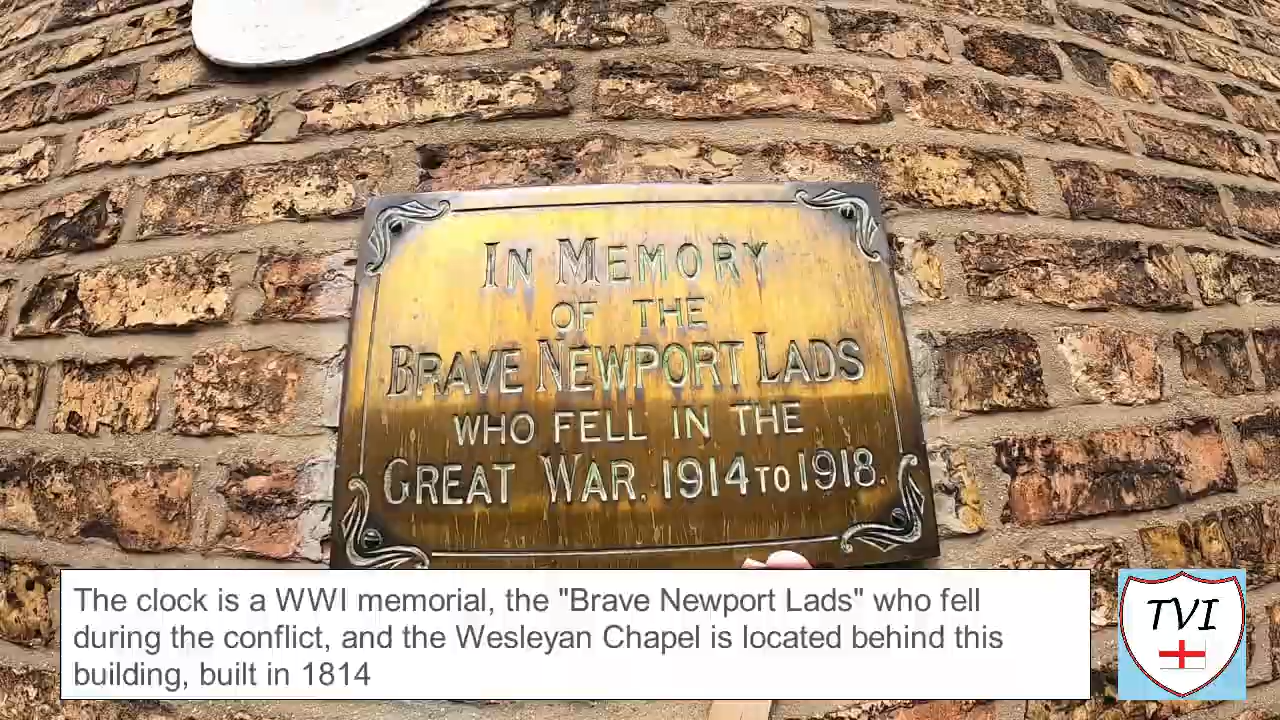 IN MEMORY
OF THE
BRAVE NEWPORT LADS
WHO FELL IN THE
GREAT WAR. 1914 TO 1918.
The clock is a WWI memorial, the "Brave Newport Lads" who fell
during the conflict, and the Wesleyan Chapel is located behind this
building, built in 1814
TVI